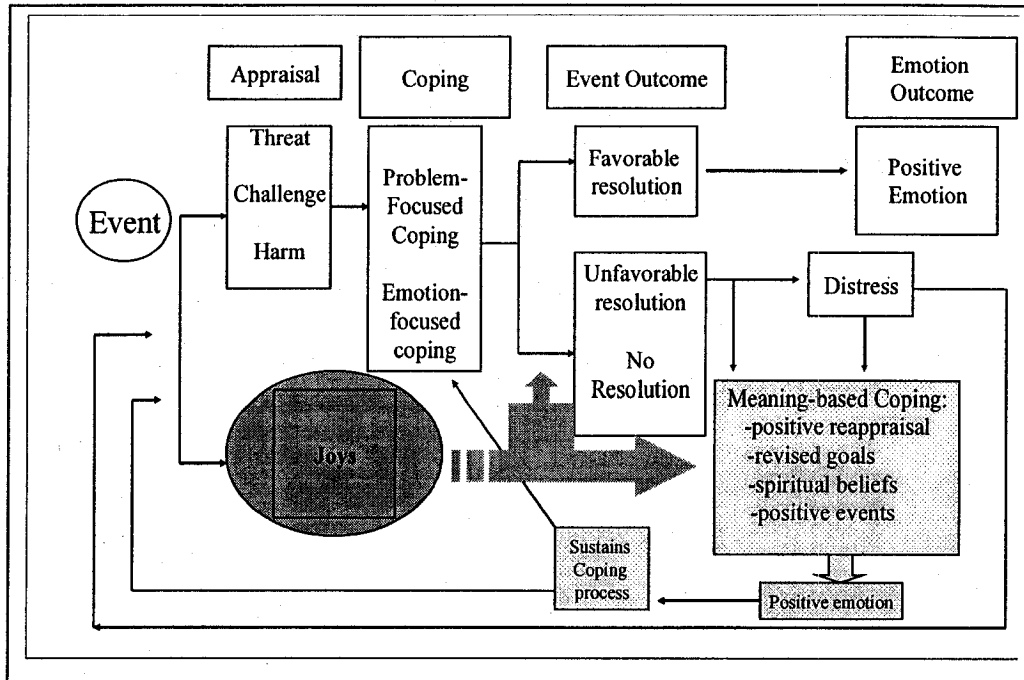 Appraisal
Coping
Event Outcome
Emotion
Outcome
Event
Threat
Challenge
Harm
Problem-
Focused
Coping
Emotion-
focused
coping
Favorable
resolution
Positive
Emotion
Unfavorable
resolution
No
Resolution
Distress
Joys
Meaning-based Coping:
-positive reappraisal
-revised goals
-spiritual beliefs
-positive events
Sustains
Coping
process
Positive emotion